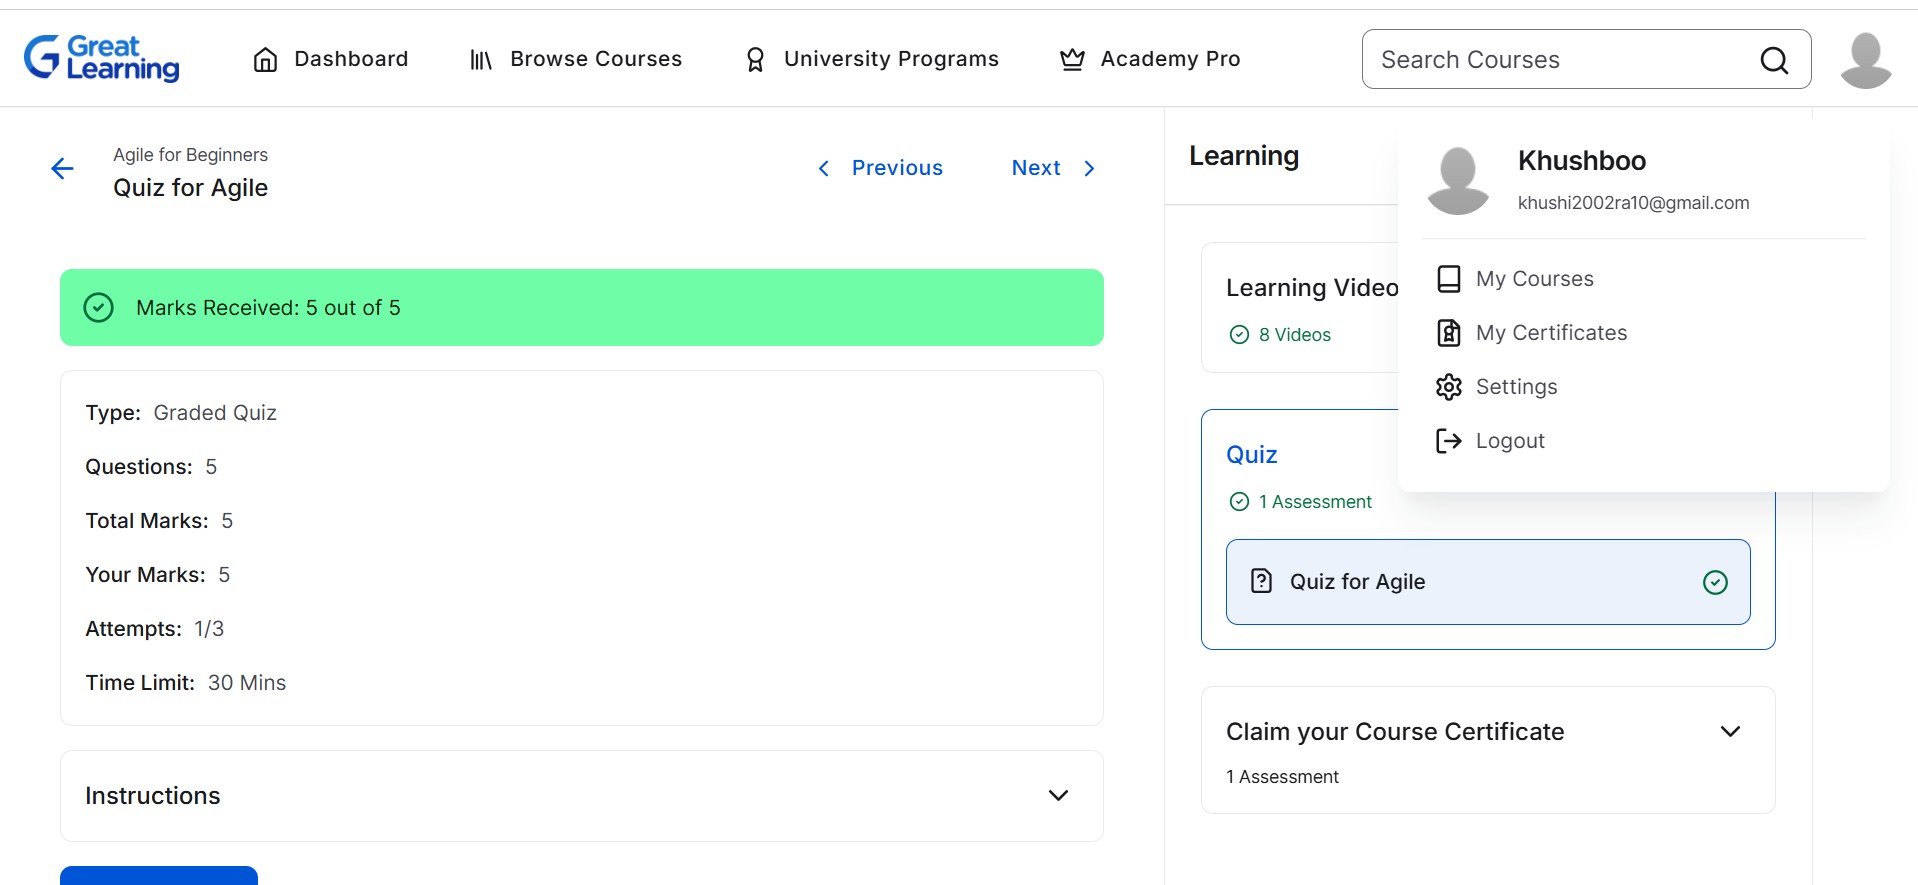 Great Learning
Dashboard
Browse Courses
University Programs
Academy Pro
Search Courses
Agile for Beginners
Quiz for Agile
Previous
Next
Marks Received: 5 out of 5
Type: Graded Quiz
Questions: 5
Total Marks: 5
Your Marks: 5
Attempts: 1/3
Time Limit: 30 Mins
Instructions
Learning
Learning Video
8 Videos
Quiz
1 Assessment
Quiz for Agile
Claim your Course Certificate
1 Assessment
Khushboo
khushi2002ra10@gmail.com
My Courses
My Certificates
Settings
Logout